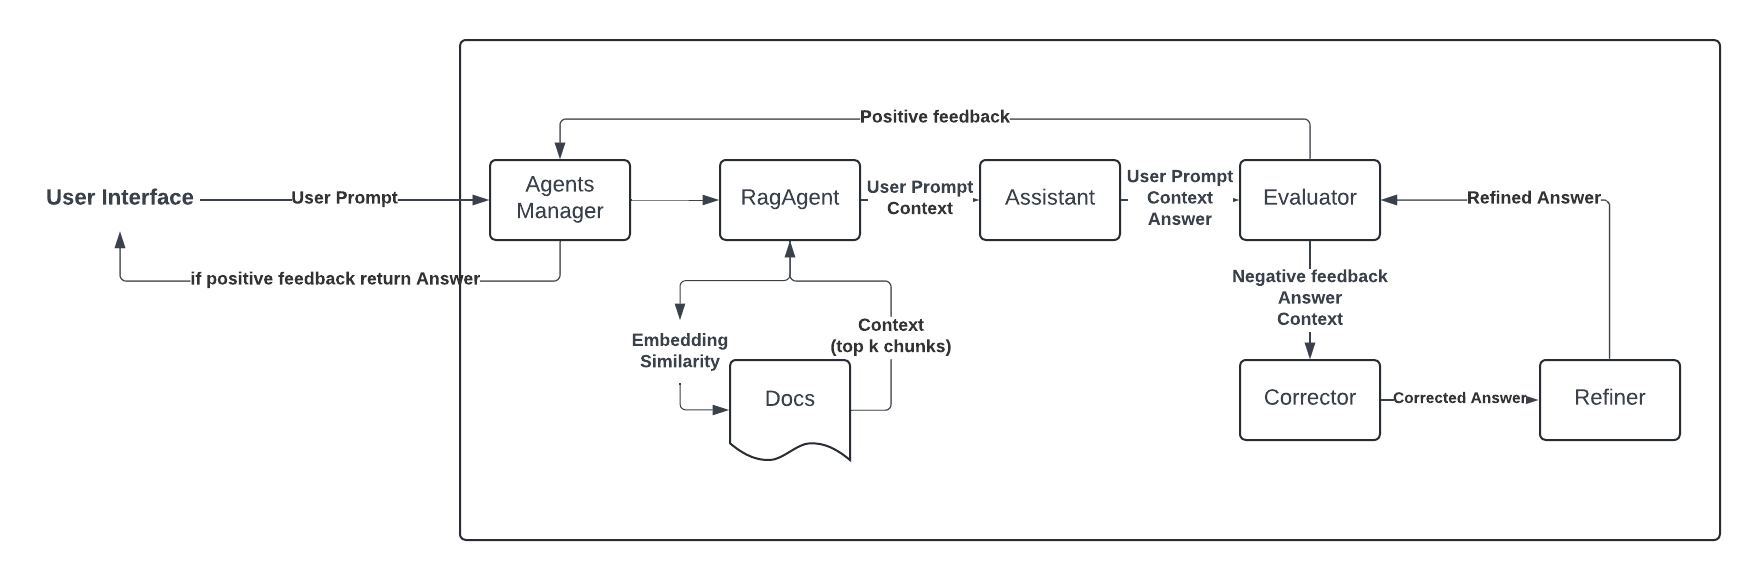 Positive feedback
User Interface
User Prompt
Agents
Manager
RagAgent
User Prompt
Context
Assistant
User Prompt
Context
Answer
Evaluator
Refined Answer
if positive feedback return Answer
Embedding
Similarity
Context
(top k chunks)
Docs
Negative feedback
Answer
Context
Corrector
Corrected Answer
Refiner